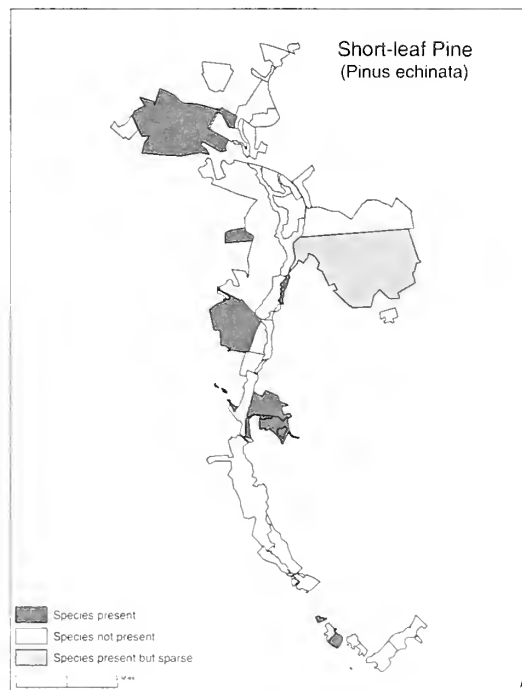 Short-leaf Pine
(Pinus echinata)
Species present
Species not present
Species present but sparse